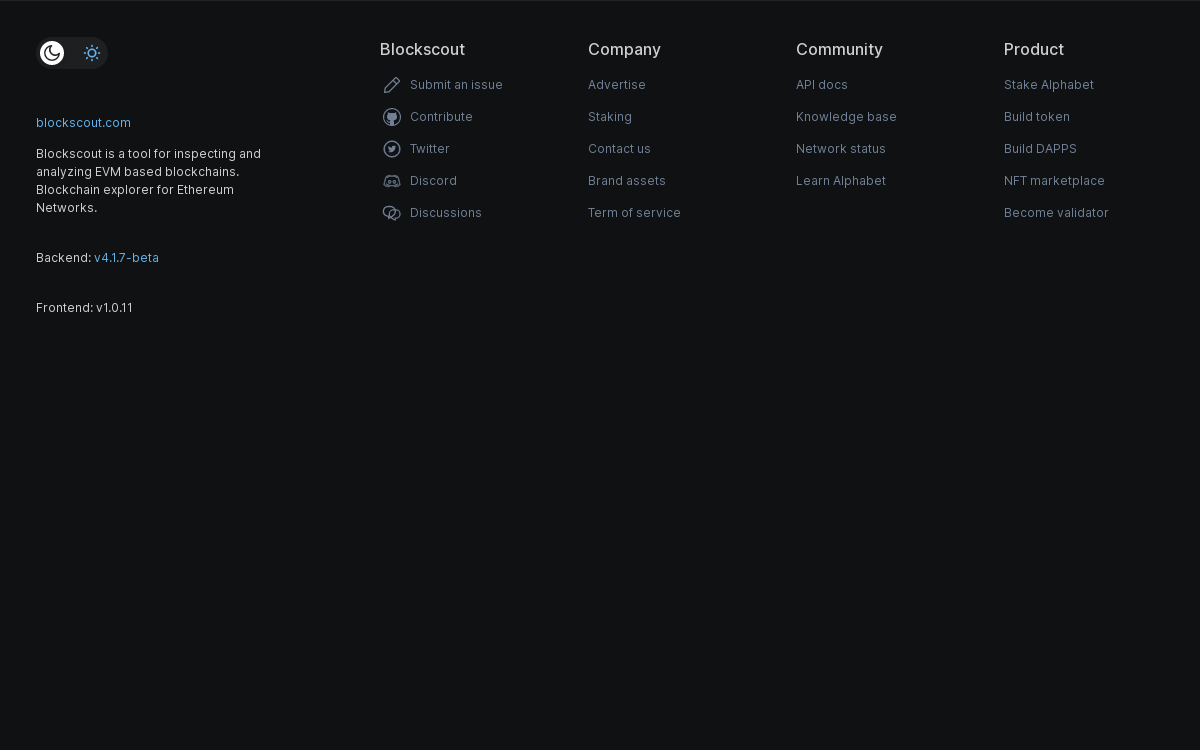 blockscout.com
Blockscout is a tool for inspecting and
analyzing EVM based blockchains.
Blockchain explorer for Ethereum
Networks.
Backend: v4.1.7-beta
Frontend: v1.0.11
Blockscout
Submit an issue
Contribute
Twitter
Discord
Discussions
Company
Advertise
Staking
Contact us
Brand assets
Term of service
Community
API docs
Knowledge base
Network status
Learn Alphabet
Product
Stake Alphabet
Build token
Build DAPPS
NFT marketplace
Become validator